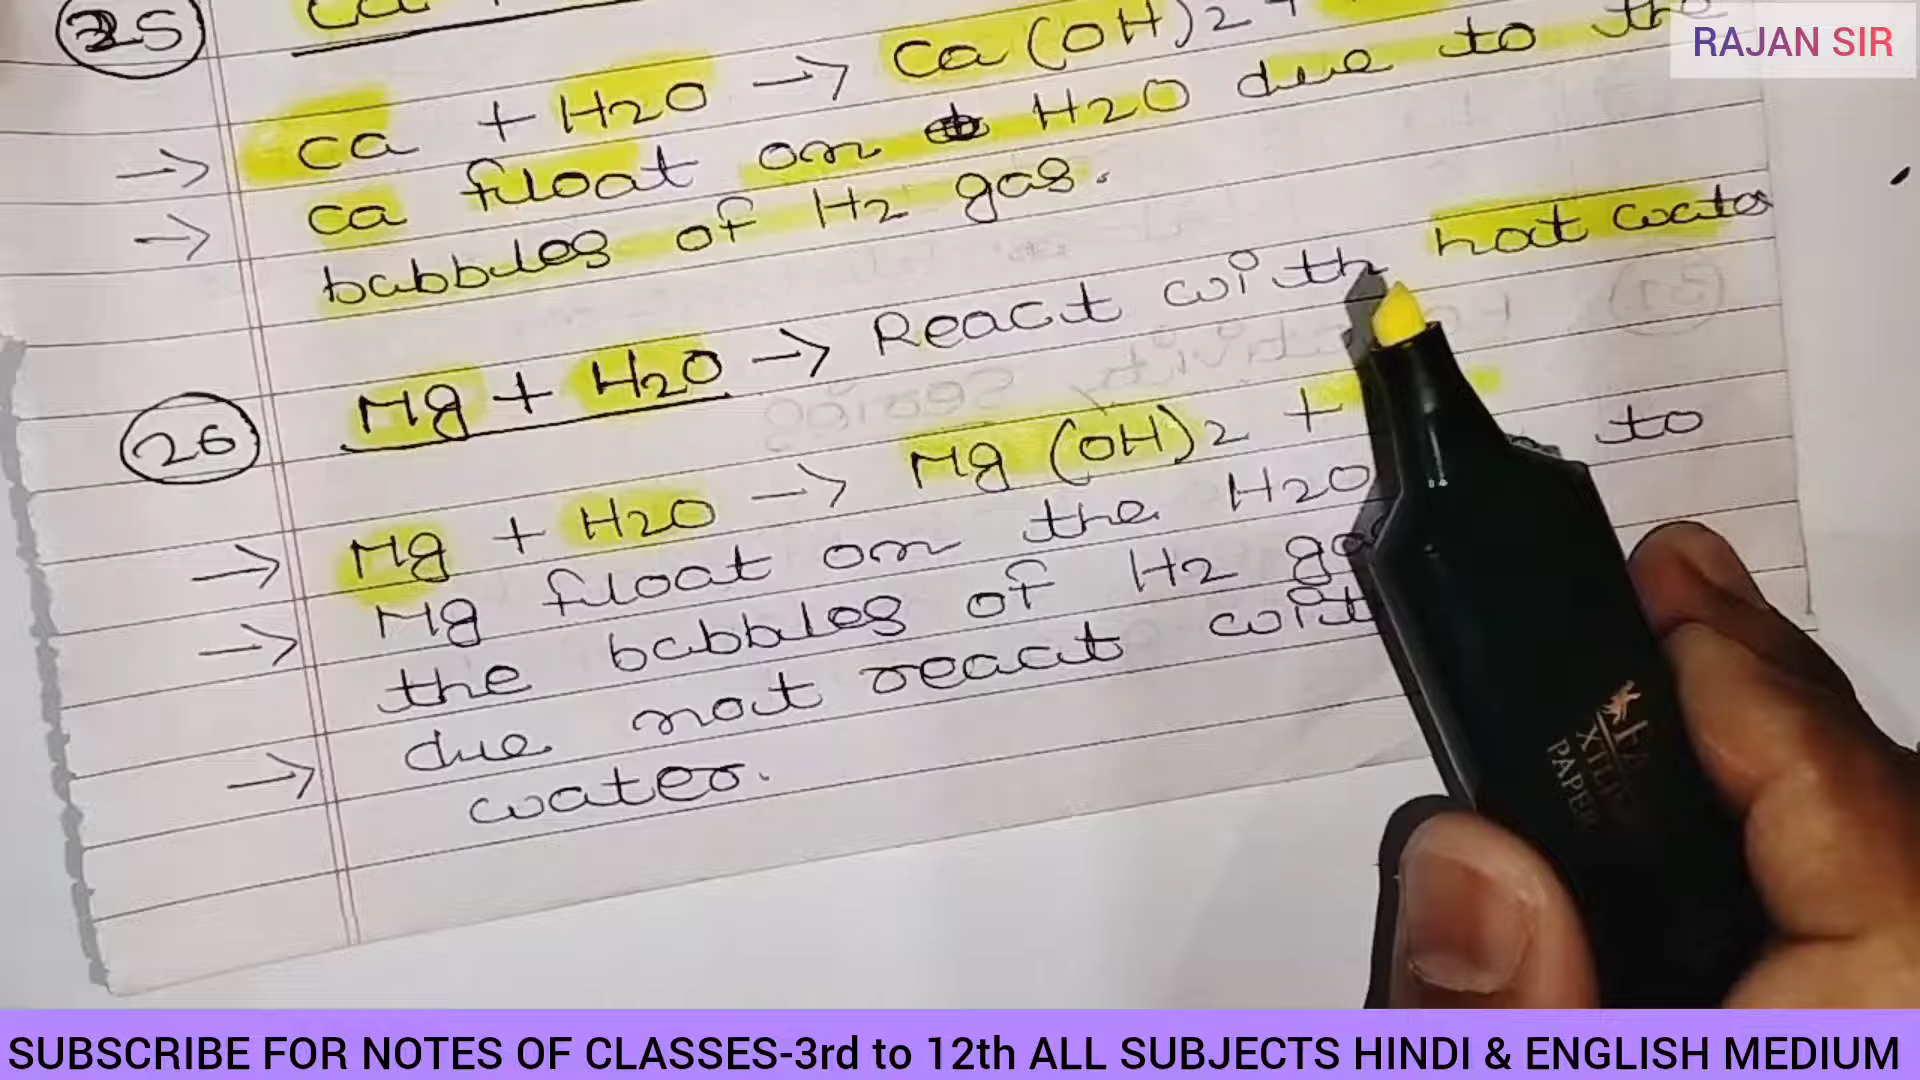 RAJAN SIR
25
Ca + H2O → Ca(OH)2 +
→ Ca float on H2O due to the
→ babbles of H2 gas.
26 Mg + H2O → React with hot water
Mg + H2O → Mg(OH)2 +
→ Mg float on the H2O to
→ the babbles of H2 gas
→ due not react with
water.
SUBSCRIBE FOR NOTES OF CLASSES-3rd to 12th ALL SUBJECTS HINDI & ENGLISH MEDIUM